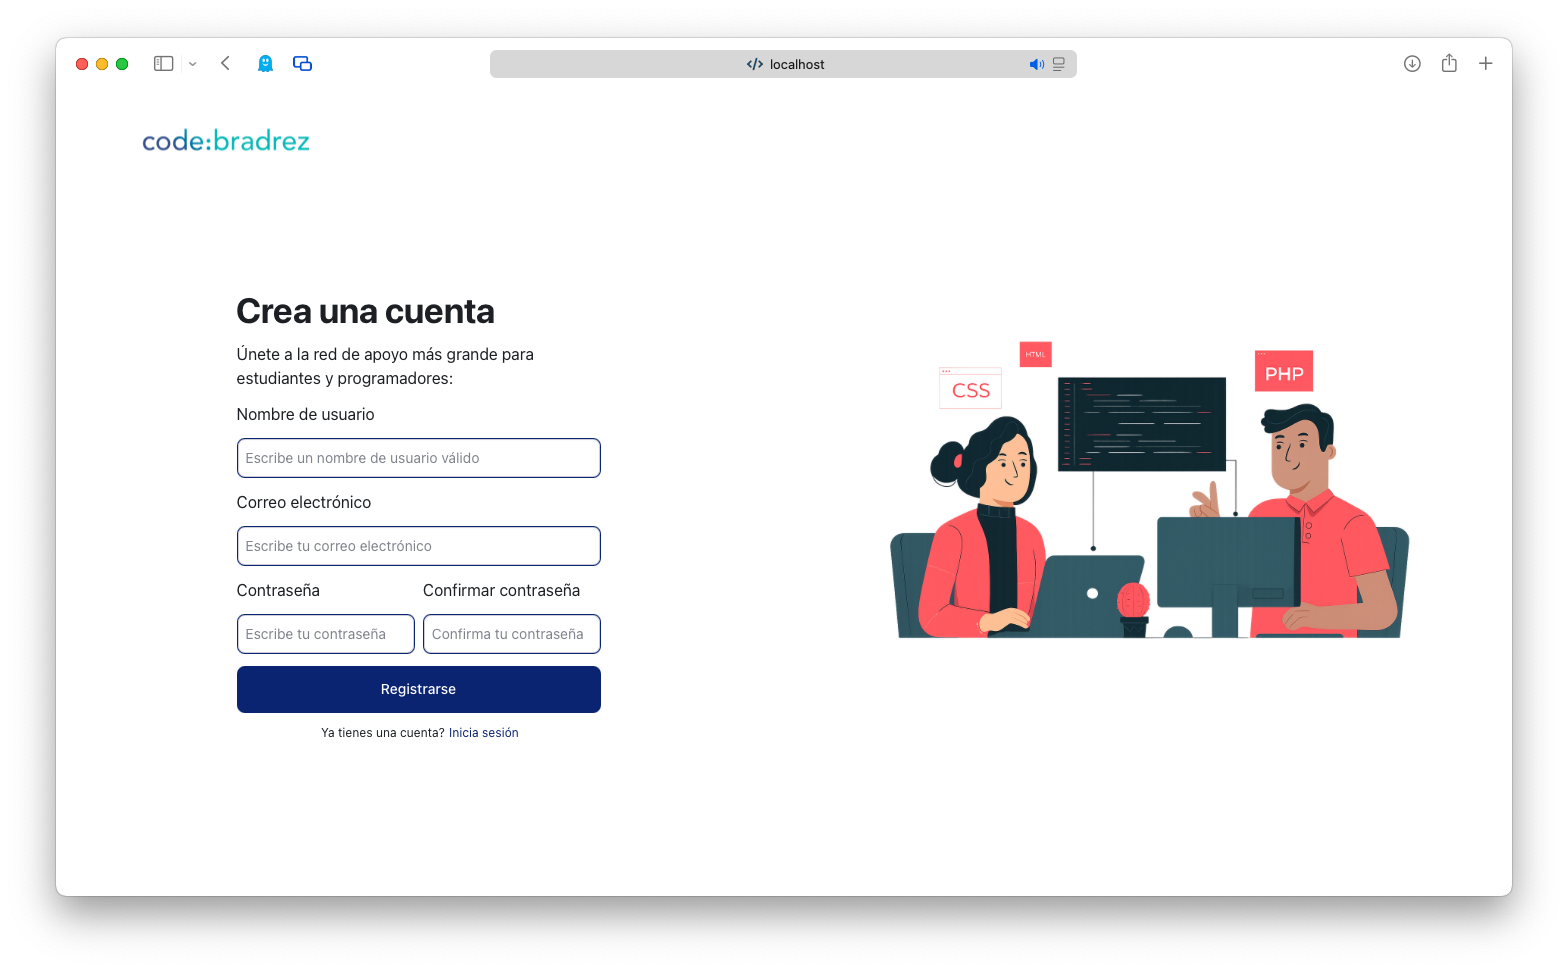 localhost
code:bradrez
Crea una cuenta
Únete a la red de apoyo más grande para
estudiantes y programadores:
Nombre de usuario
Escribe un nombre de usuario válido
Correo electrónico
Escribe tu correo electrónico
Contraseña
Confirmar contraseña
Escribe tu contraseña
Confirma tu contraseña
Registrarse
Ya tienes una cuenta? Inicia sesión
HTML
CSS
PHP